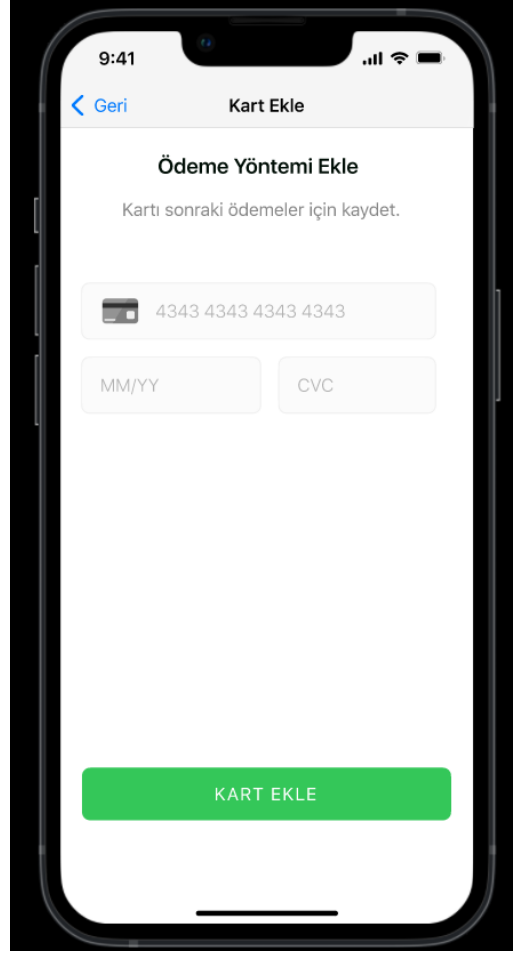 9:41
Geri
Kart Ekle
Ödeme Yöntemi Ekle
Kartı sonraki ödemeler için kaydet.
4343 4343 4343 4343
MM/YY
CVC
KART EKLE